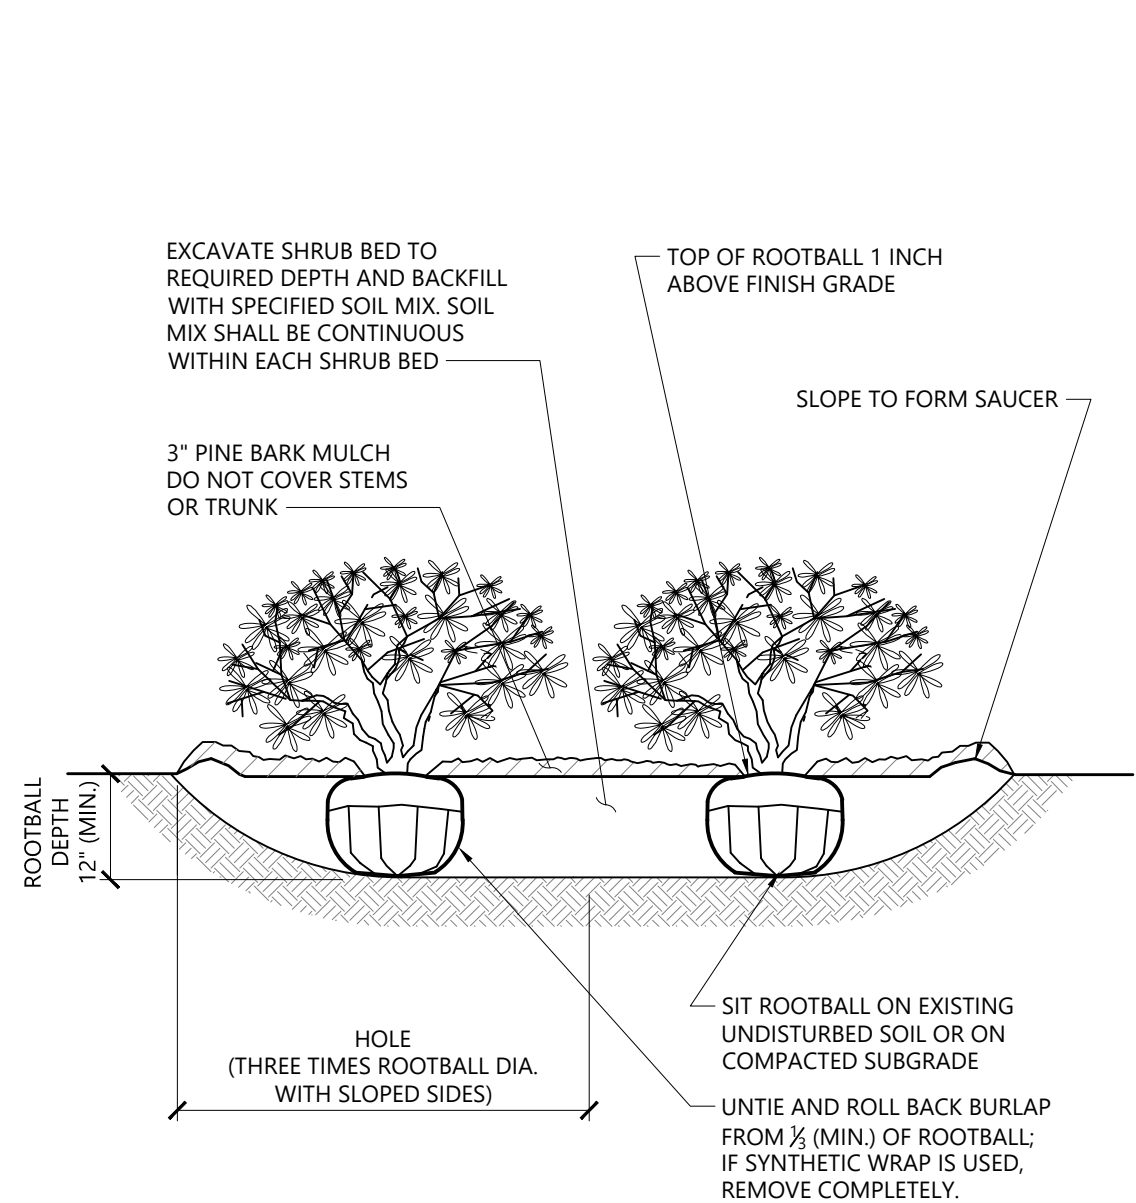 EXCAVATE SHRUB BED TO
REQUIRED DEPTH AND BACKFILL
WITH SPECIFIED SOIL MIX. SOIL
MIX SHALL BE CONTINUOUS
WITHIN EACH SHRUB BED
TOP OF ROOTBALL 1 INCH
ABOVE FINISH GRADE
SLOPE TO FORM SAUCER
3" PINE BARK MULCH
DO NOT COVER STEMS
OR TRUNK
ROOTBALL
DEPTH
12" (MIN.)
HOLE
(THREE TIMES ROOTBALL DIA.
WITH SLOPED SIDES)
SIT ROOTBALL ON EXISTING
UNDISTURBED SOIL OR ON
COMPACTED SUBGRADE
UNTIE AND ROLL BACK BURLAP
FROM ⅓ (MIN.) OF ROOTBALL;
IF SYNTHETIC WRAP IS USED,
REMOVE COMPLETELY.